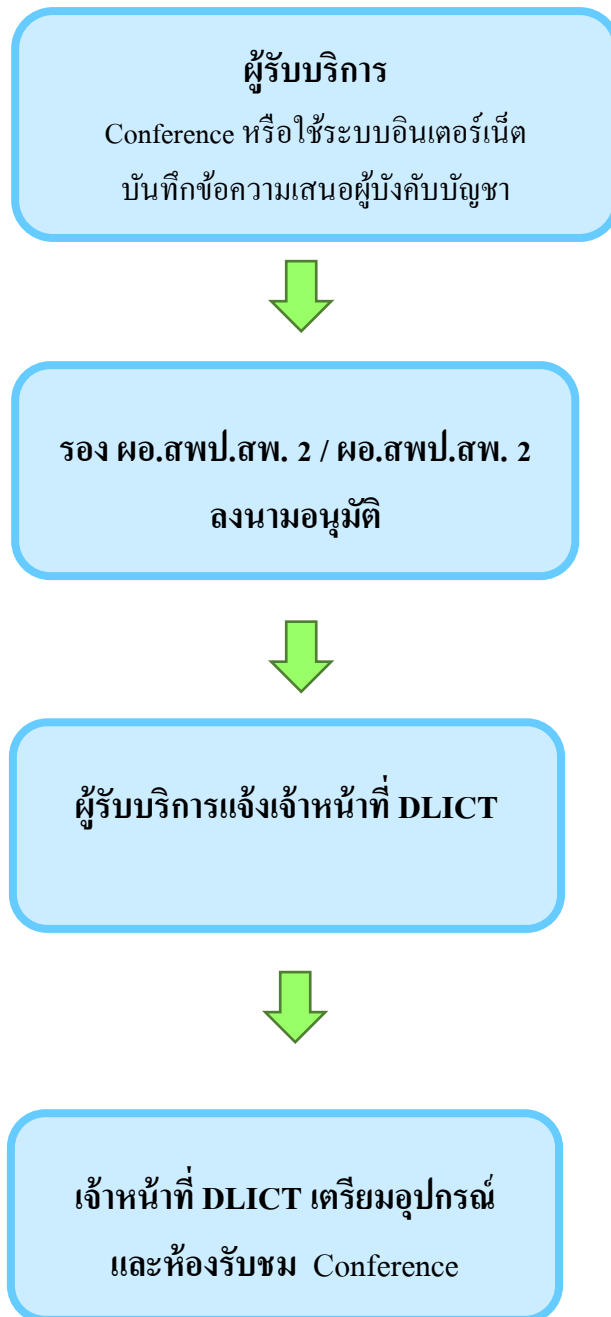 ผู้รับบริการ
Conference หรือใช้ระบบอินเตอร์เน็ต
บันทึกข้อความเสนอผู้บังคับบัญชา
รอง ผอ.สพป.สพ. 2 / ผอ.สพป.สพ. 2
ลงนามอนุมัติ
ผู้รับบริการแจ้งเจ้าหน้าที่ DLICT
เจ้าหน้าที่ DLICT เตรียมอุปกรณ์
และห้องรับชม Conference